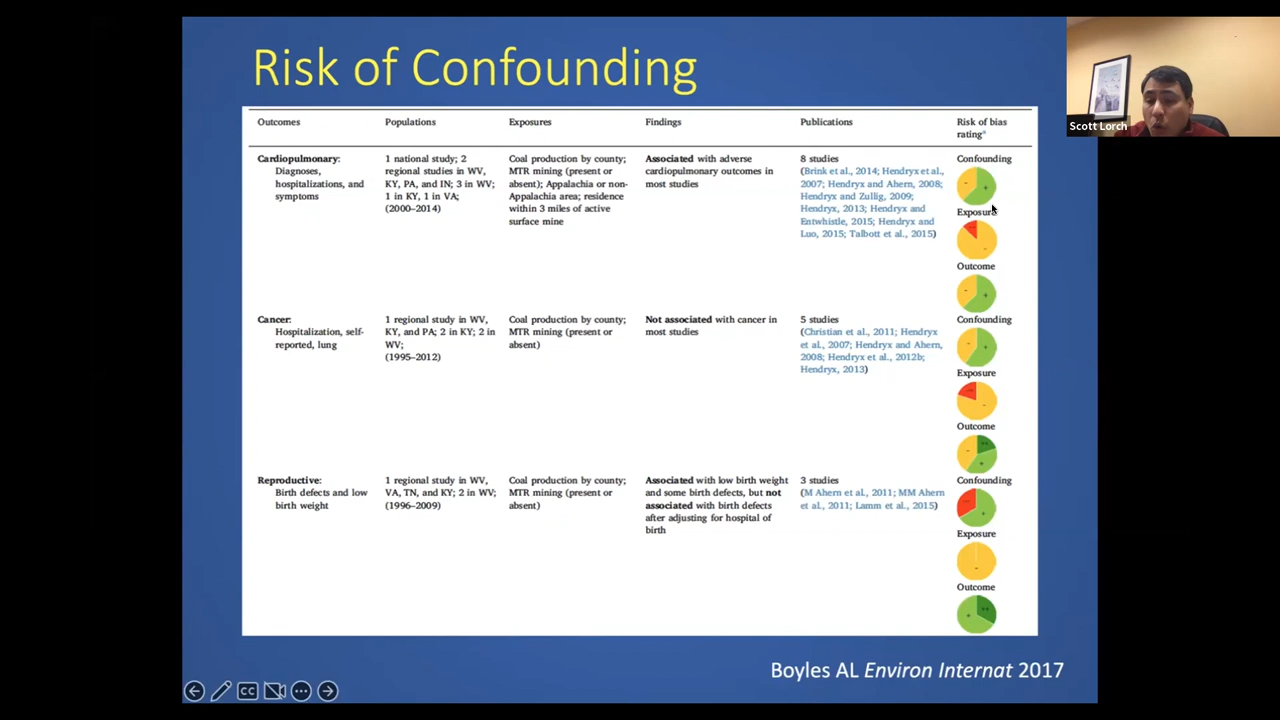 Risk of Confounding
Scott Lorch
Outcomes Populations Exposures Findings Publications Risk of bias
rating*
Cardiopulmonary:
Diagnoses,
hospitalizations, and
symptoms
1 national study; 2
regional studies in WV,
KY, PA, and IN; 3 in WV;
1 in KY, 1 in VA;
(2000–2014)
Coal production by county;
MTR mining (present or
absent); Appalachia or non-
Appalachia area; residence
within 3 miles of active
surface mine
Associated with adverse
cardiopulmonary outcomes in
most studies
8 studies
(Brink et al., 2014; Hendryx et al.,
2007; Hendryx and Ahern, 2008;
Hendryx and Zullig, 2009;
Hendryx, 2013; Hendryx and
Entwhistle, 2015; Hendryx and
Luo, 2015; Talbott et al., 2015)
Confounding
- +
Exposure
-- -
Outcome
- +
Cancer:
Hospitalization, self-
reported, lung
1 regional study in WV,
KY, and PA; 2 in KY; 2 in
WV;
(1995–2012)
Coal production by county;
MTR mining (present or
absent)
Not associated with cancer in
most studies
5 studies
(Christian et al., 2011; Hendryx
et al., 2007; Hendryx and Ahern,
2008; Hendryx et al., 2012b;
Hendryx, 2013)
Confounding
- +
Exposure
-- -
Outcome
- ++ +
Reproductive:
Birth defects and low
birth weight
1 regional study in WV,
VA, TN, and KY; 2 in WV;
(1996–2009)
Coal production by county;
MTR mining (present or
absent)
Associated with low birth weight
and some birth defects, but not
associated with birth defects
after adjusting for hospital of
birth
3 studies
(M Ahern et al., 2011; MM Ahern
et al., 2011; Lamm et al., 2015)
Confounding
-- +
Exposure
-
Outcome
+ ++
Boyles AL Environ Internat 2017
CC